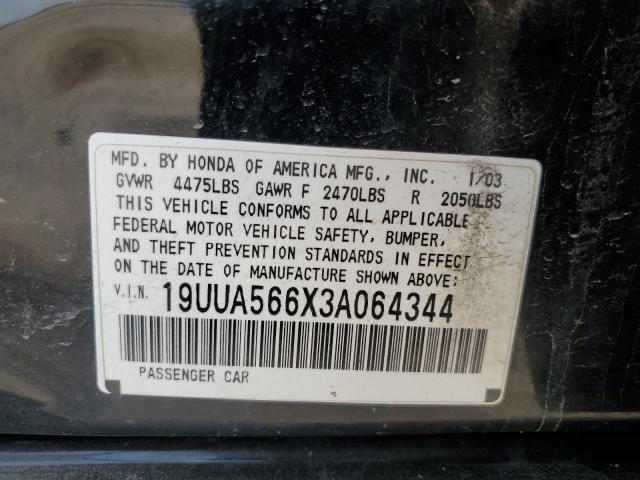 MFD. BY HONDA OF AMERICA MFG., INC. 1/03
GVWR 4475LBS GAWR F 2470LBS R 2050LBS
THIS VEHICLE CONFORMS TO ALL APPLICABLE
FEDERAL MOTOR VEHICLE SAFETY, BUMPER,
AND THEFT PREVENTION STANDARDS IN EFFECT
ON THE DATE OF MANUFACTURE SHOWN ABOVE:
V.I.N. 19UUA566X3A064344
PASSENGER CAR